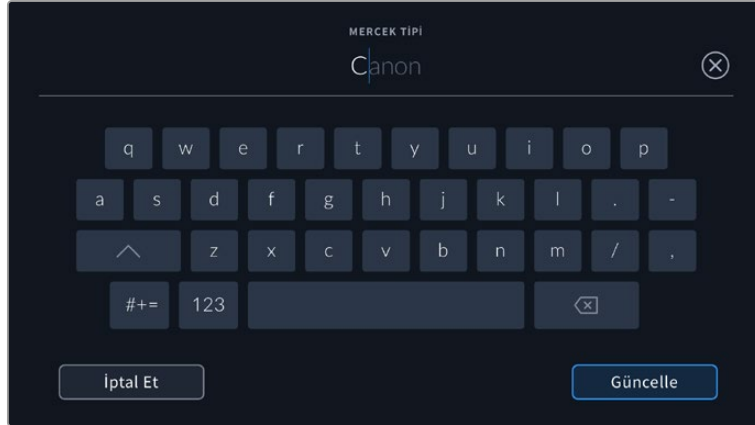 MERCEK TİPİ
Canon
q w e r t y u i o p
a s d f g h j k l . -
z x c v b n m / ,
#+= 123
İptal Et Güncelle